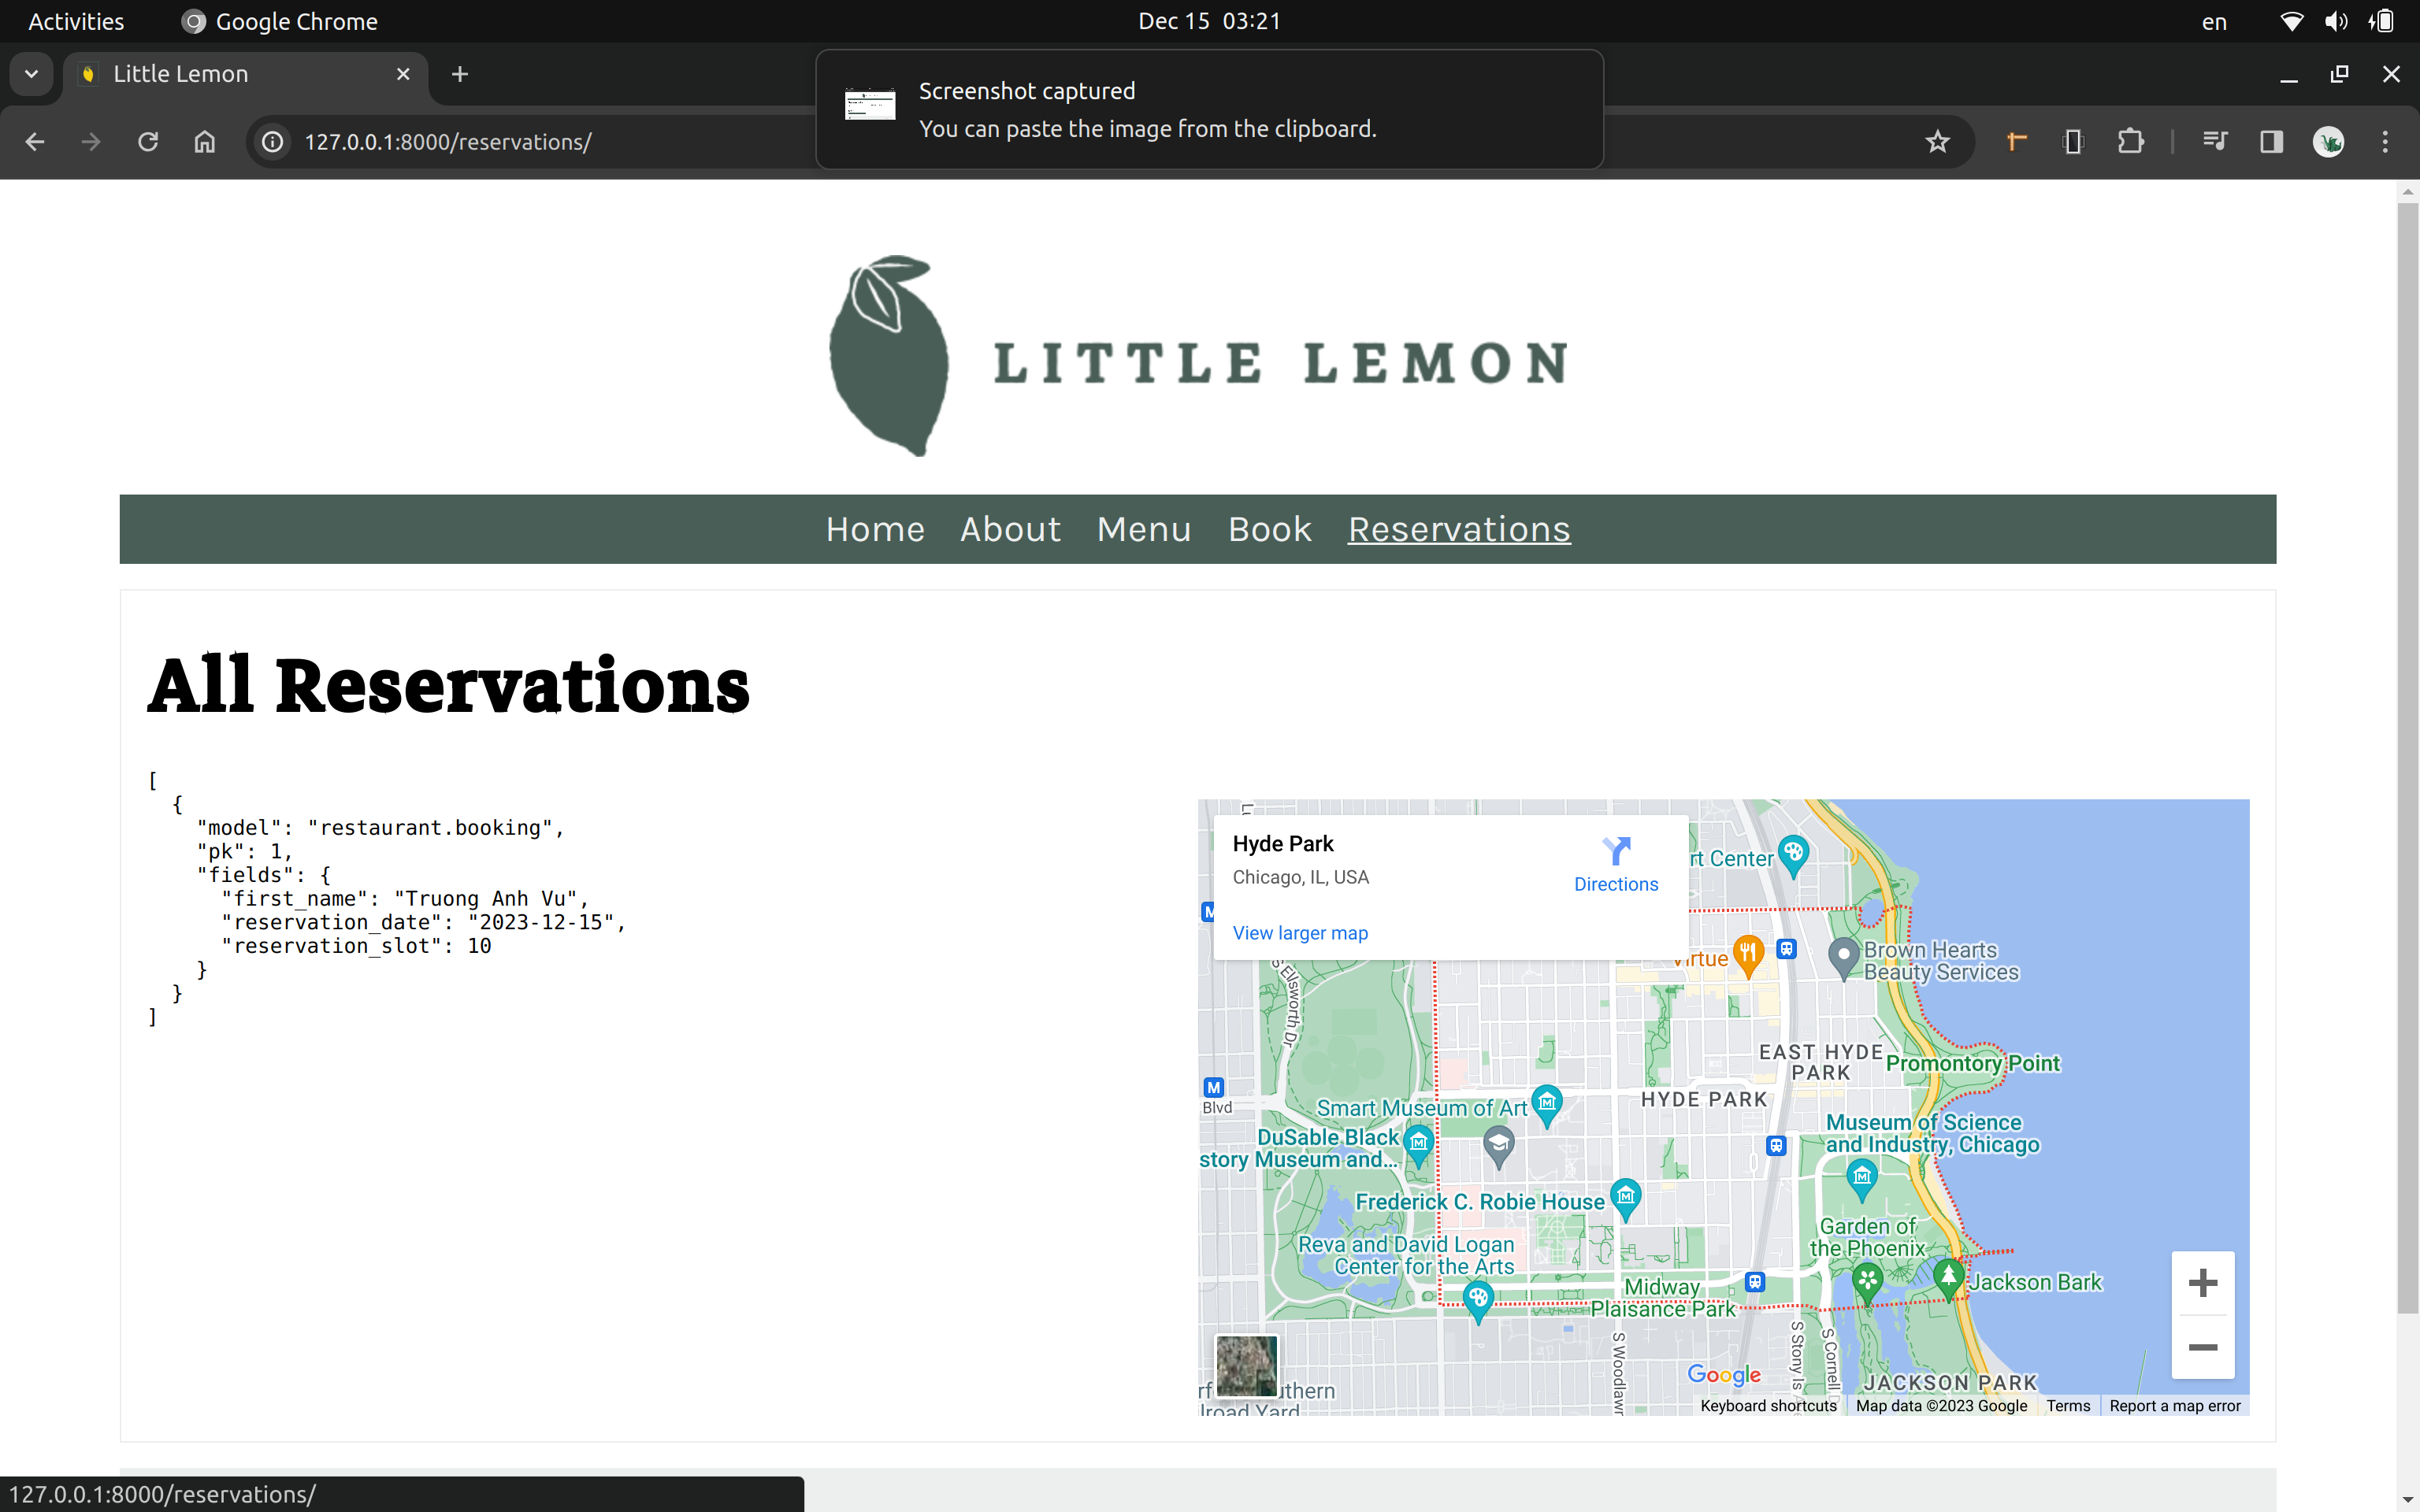 Activities
Google Chrome
Dec 15 03:21
en
Little Lemon
Screenshot captured
You can paste the image from the clipboard.
127.0.0.1:8000/reservations/
LITTLE LEMON
Home About Menu Book Reservations
All Reservations
[
{
"model": "restaurant.booking",
"pk": 1,
"fields": {
"first_name": "Truong Anh Vu",
"reservation_date": "2023-12-15",
"reservation_slot": 10
}
}
]
Hyde Park
Chicago, IL, USA
Directions
View larger map
rt Center
Virtue
Brown Hearts
Beauty Services
S Ellsworth Dr
EAST HYDE
PARK
Promontory Point
M
Blvd
HYDE PARK
Smart Museum of Art
DuSable Black
story Museum and...
Museum of Science
and Industry, Chicago
Frederick C. Robie House
Garden of
the Phoenix
Reva and David Logan
Center for the Arts
Midway
Plaisance Park
Jackson Bark
S Woodlawn
S Stony Is
S Cornell
Google
JACKSON PARK
Keyboard shortcuts
Map data ©2023 Google
Terms
Report a map error
127.0.0.1:8000/reservations/